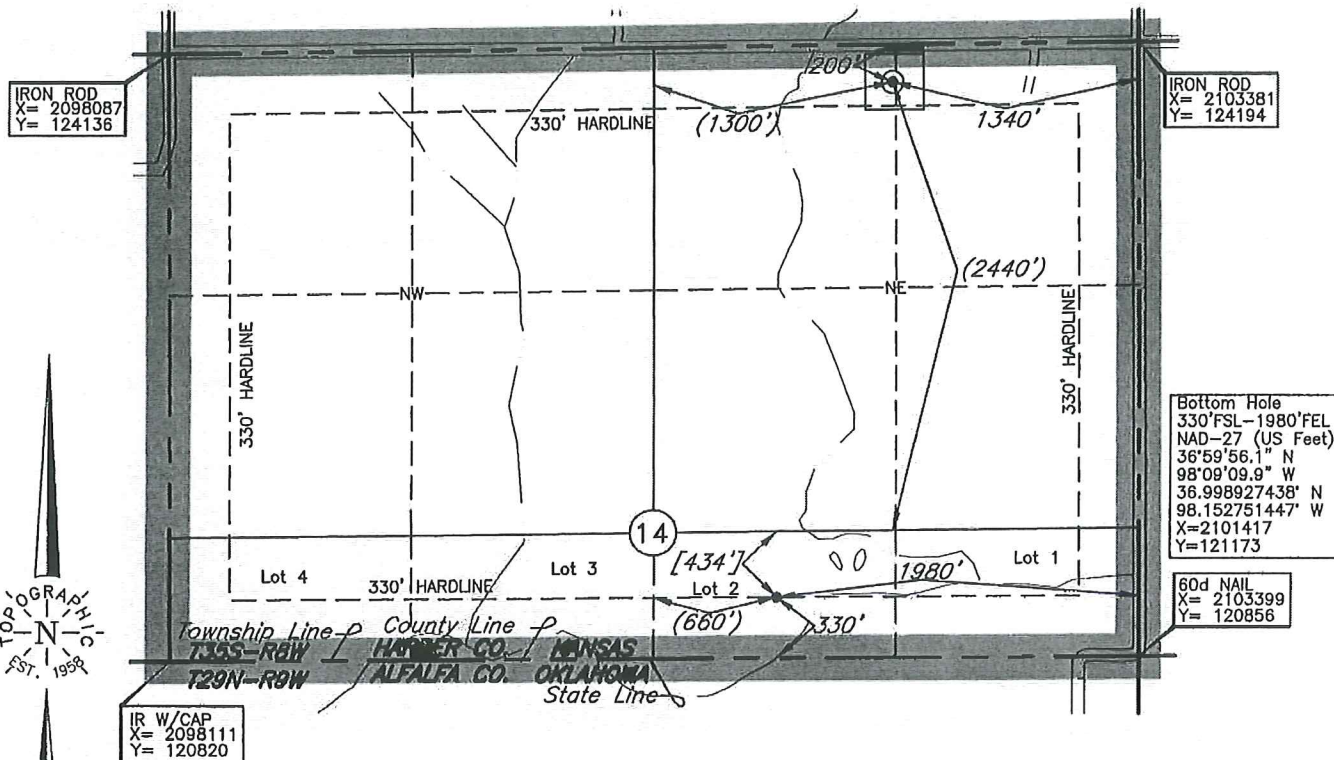 IRON ROD
X= 2098087
Y= 124136
200'
IRON ROD
X= 2103381
Y= 124194
330' HARDLINE
(1300')
1340'
(2440')
NW
NE
330' HARDLINE
330' HARDLINE
Bottom Hole
330'FSL-1980'FEL
NAD-27 (US Feet)
36°59'56.1" N
98°09'09.9" W
36.998927438° N
98.152751447° W
X=2101417
Y=121173
14
Lot 4
330' HARDLINE
Lot 3
[434']
Lot 2
1980'
Lot 1
(660')
330'
60d NAIL
X= 2103399
Y= 120856
TOPOGRAPHIC
N
EST. 1958
Township Line
County Line
T35S-R8W
HARPER CO. KANSAS
T29N-R9W
ALFALFA CO. OKLAHOMA
State Line
IR W/CAP
X= 2098111
Y= 120820